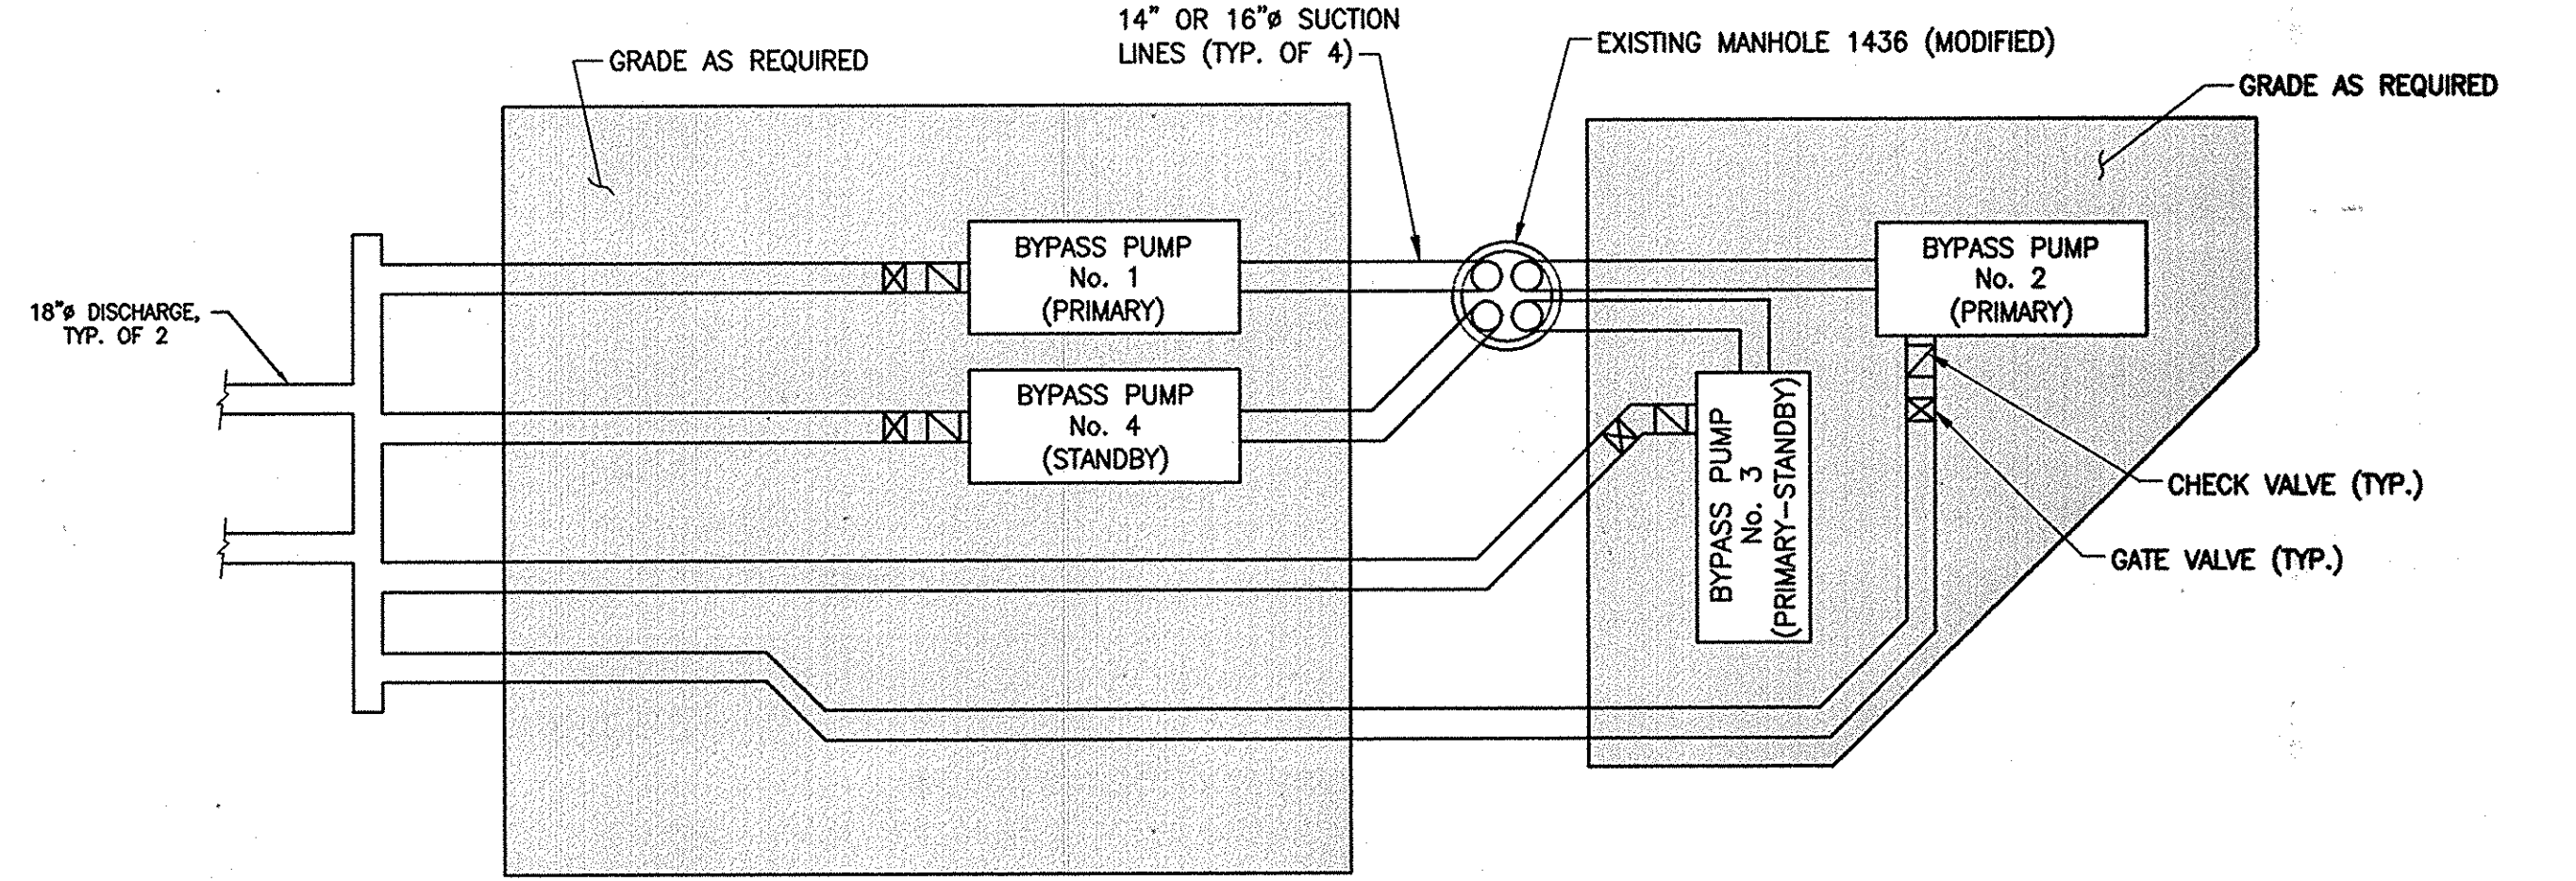 14" OR 16"ø SUCTION
LINES (TYP. OF 4)
EXISTING MANHOLE 1436 (MODIFIED)
GRADE AS REQUIRED
GRADE AS REQUIRED
BYPASS PUMP
No. 1
(PRIMARY)
BYPASS PUMP
No. 2
(PRIMARY)
18"ø DISCHARGE,
TYP. OF 2
BYPASS PUMP
No. 4
(STANDBY)
BYPASS PUMP
No. 3
(PRIMARY-STANDBY)
CHECK VALVE (TYP.)
GATE VALVE (TYP.)